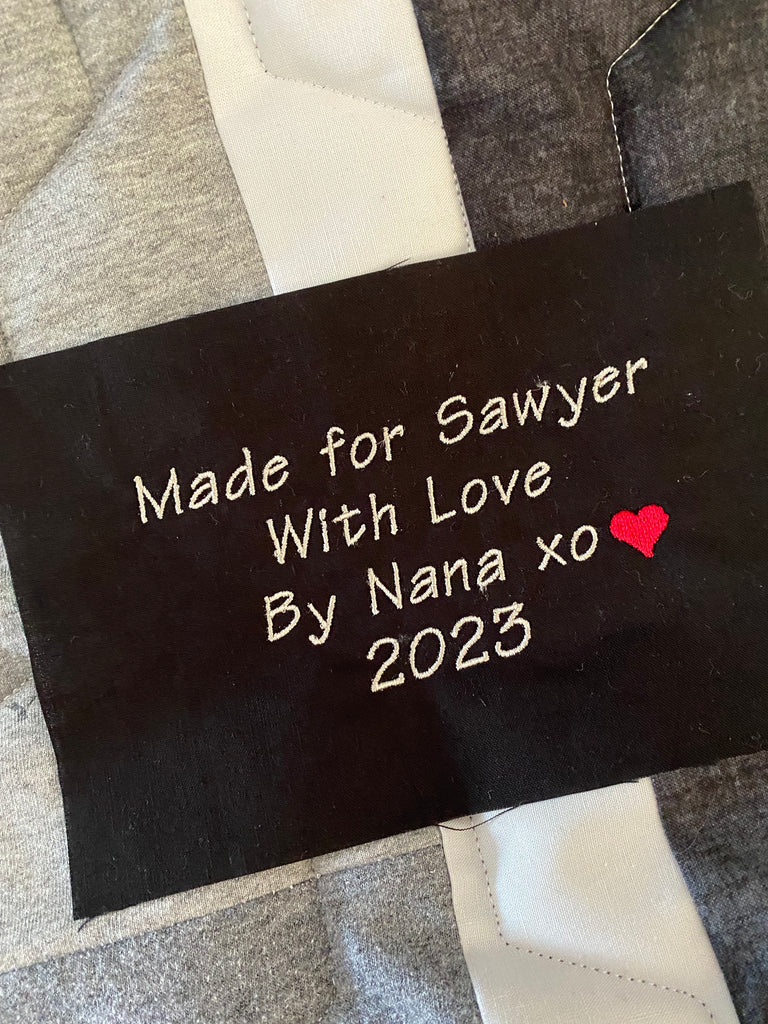 Made for Sawyer
With Love
By Nana xo
2023